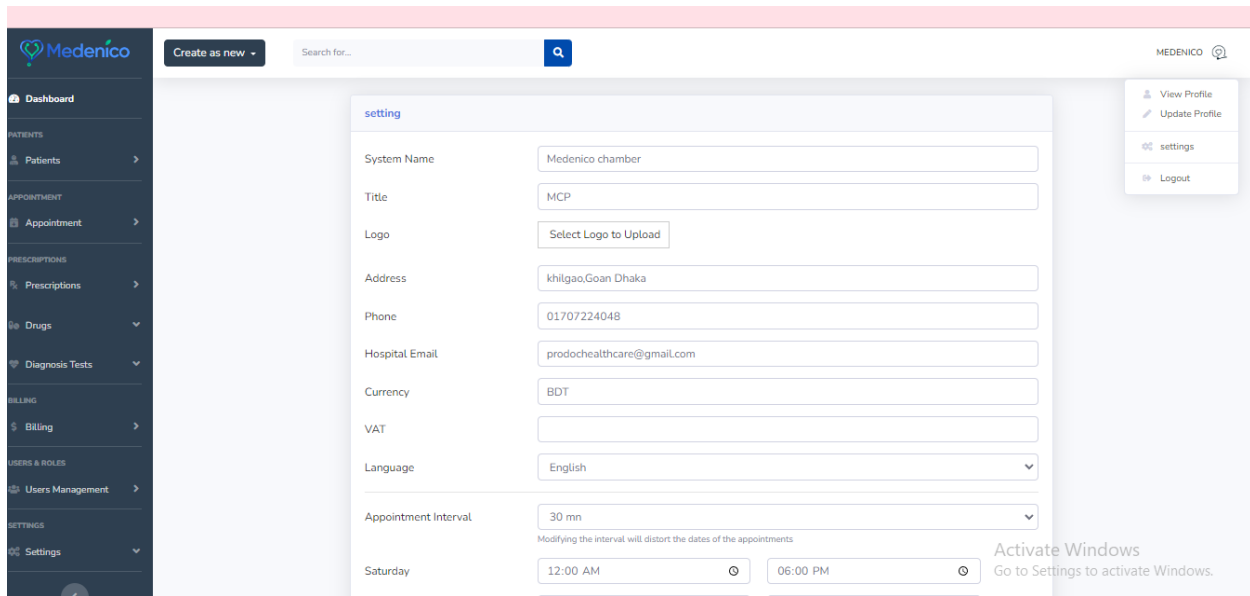 Medenico
Create as new
Search for...
MEDENICO
Dashboard
PATIENTS
Patients
APPOINTMENT
Appointment
PRESCRIPTIONS
Prescriptions
Drugs
Diagnosis Tests
BILLING
Billing
USERS & ROLES
Users Management
SETTINGS
Settings
View Profile
Update Profile
settings
Logout
setting
System Name Medenico chamber
Title MCP
Logo Select Logo to Upload
Address khilgao,Goan Dhaka
Phone 01707224048
Hospital Email prodochealthcare@gmail.com
Currency BDT
VAT
Language English
Appointment Interval 30 mn
Modifying the interval will distort the dates of the appointments
Saturday 12:00 AM 06:00 PM
Activate Windows
Go to Settings to activate Windows.